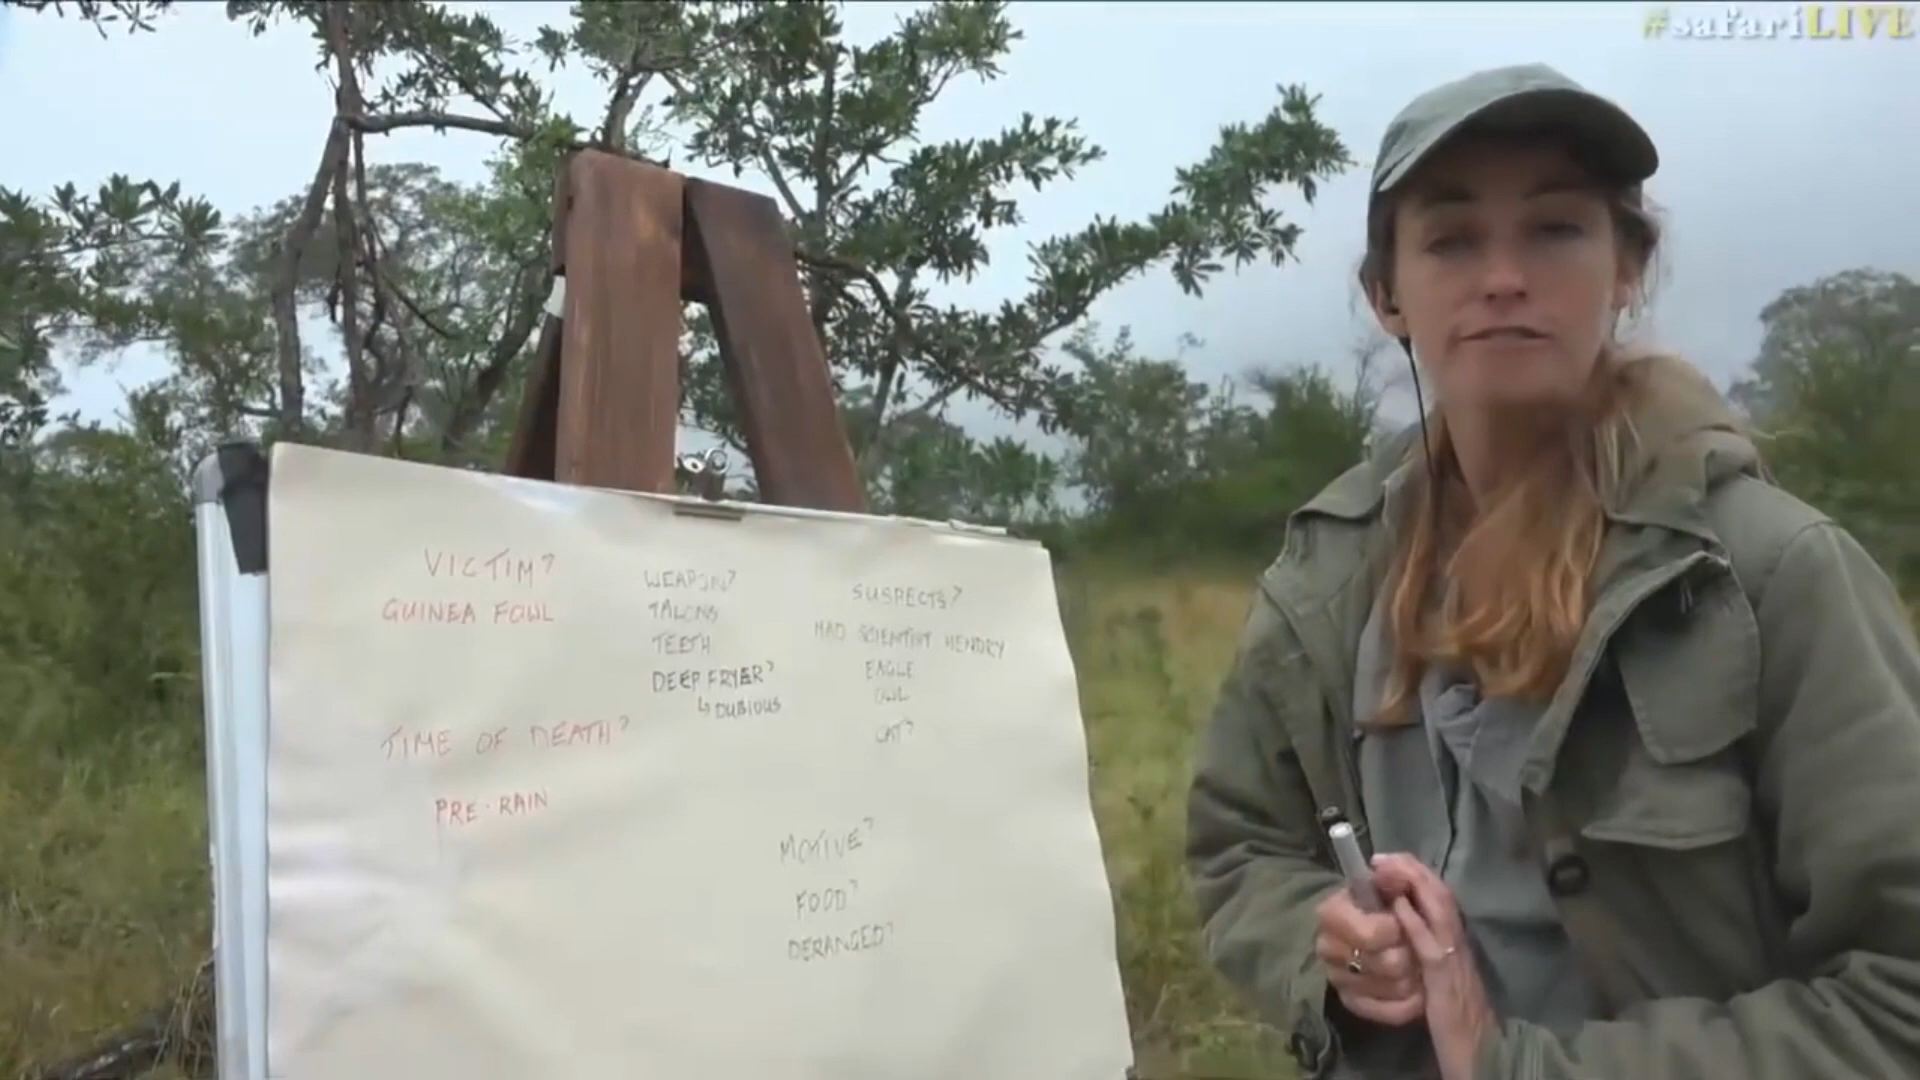 #safariLIVE
VICTIM?
GUINEA FOWL
TIME OF DEATH?
PRE-RAIN
WEAPON?
TALONS
TEETH
DEEP FRYER?
↳ DUBIOUS
SUSPECTS?
MAD SCIENTIST HENDRY
EAGLE
OWL
CAT?
MOTIVE?
FOOD?
DERANGED?